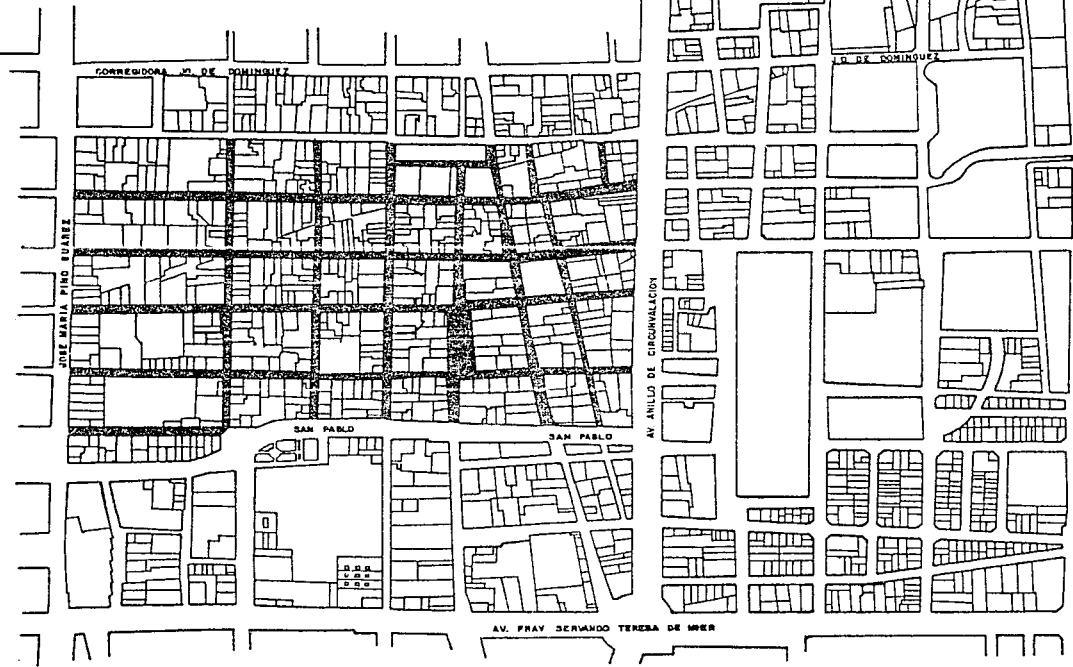 CORREGIDORA JO. DE DOMINGUEZ
JO. DE DOMINGUEZ
JOSE MARIA PINO SUAREZ
AV. ANILLO DE CIRCUNVALACION
SAN PABLO
SAN PABLO
AV. FRAY SERVANDO TERESA DE MIER